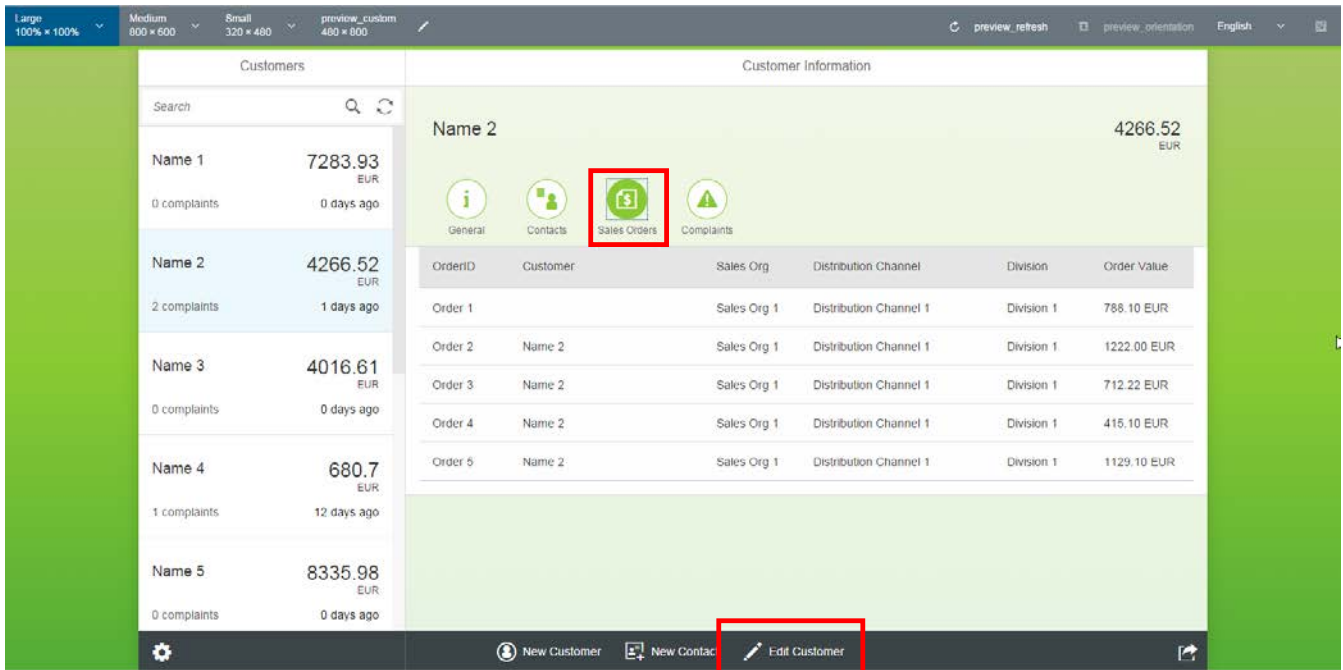 Large Medium Small preview_custom
100% × 100% 800 × 600 320 × 480 480 × 800 preview_refresh preview_orientation English
Customers
Search
Name 1 7283.93
EUR
0 complaints 0 days ago
Name 2 4266.52
EUR
2 complaints 1 days ago
Name 3 4016.61
EUR
0 complaints 0 days ago
Name 4 680.7
EUR
1 complaints 12 days ago
Name 5 8335.98
EUR
0 complaints 0 days ago
Customer Information
Name 2 4266.52
EUR
General Contacts Sales Orders Complaints
OrderID Customer Sales Org Distribution Channel Division Order Value
Order 1 Sales Org 1 Distribution Channel 1 Division 1 788.10 EUR
Order 2 Name 2 Sales Org 1 Distribution Channel 1 Division 1 1222.00 EUR
Order 3 Name 2 Sales Org 1 Distribution Channel 1 Division 1 712.22 EUR
Order 4 Name 2 Sales Org 1 Distribution Channel 1 Division 1 415.10 EUR
Order 5 Name 2 Sales Org 1 Distribution Channel 1 Division 1 1129.10 EUR
New Customer New Contact Edit Customer